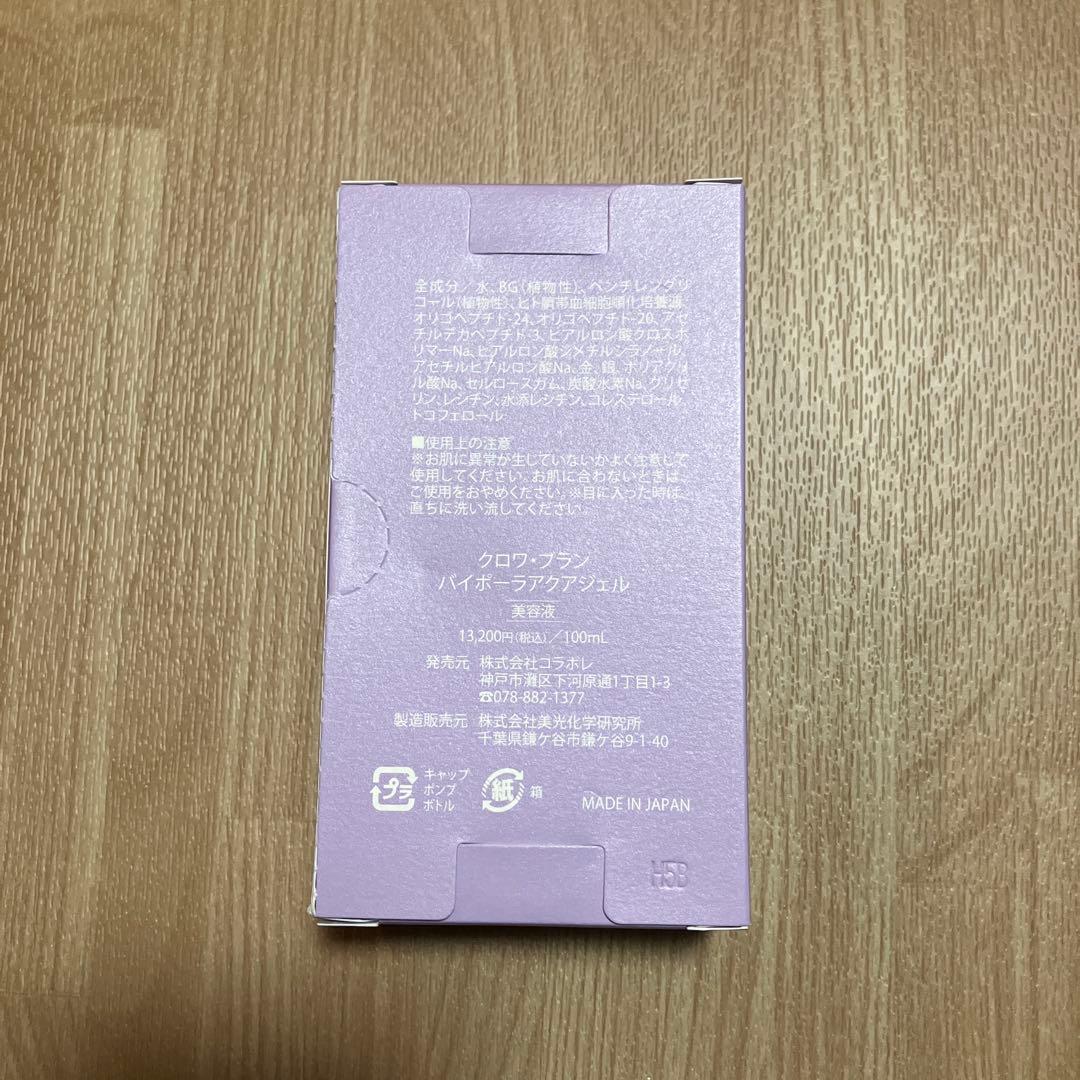 全成分／水、BG（植物性）、ペンチレングリ
コール（植物性）、ヒト臍帯血細胞順化培養液、
オリゴペプチド-24、オリゴペプチド-20、アセ
チルデカペプチド-3、ヒアルロン酸クロスポ
リマーNa、ヒアルロン酸ジメチルシラノール、
アセチルヒアルロン酸Na、金、銀、ポリアクリ
ル酸Na、セルロースガム、炭酸水素Na、グリセ
リン、レシチン、水添レシチン、コレステロール、
トコフェロール
■使用上の注意
※お肌に異常が生じていないかよく注意して
使用してください。お肌に合わないときは、
ご使用をおやめください。※目に入った時は、
直ちに洗い流してください。
クロワ・ブラン
バイポーラアクアジェル
美容液
13,200円（税込）／100mL
発売元 株式会社コラボレ
神戸市灘区下河原通1丁目1-3
☎078-882-1377
製造販売元 株式会社美光化学研究所
千葉県鎌ケ谷市鎌ケ谷9-1-40
プラ キャップ
ポンプ
ボトル
紙 箱
MADE IN JAPAN
H5B